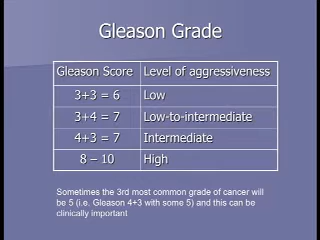 Gleason Grade
Gleason Score Level of aggressiveness
3+3 = 6 Low
3+4 = 7 Low-to-intermediate
4+3 = 7 Intermediate
8 – 10 High
Sometimes the 3rd most common grade of cancer will
be 5 (i.e. Gleason 4+3 with some 5) and this can be
clinically important